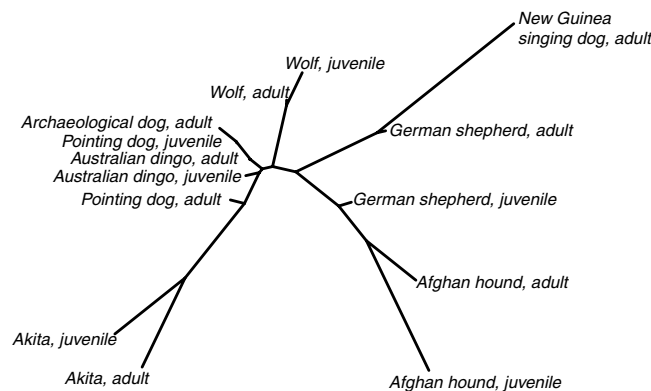 New Guinea
singing dog, adult
Wolf, juvenile
Wolf, adult
Archaeological dog, adult
German shepherd, adult
Pointing dog, juvenile
Australian dingo, adult
Australian dingo, juvenile
Pointing dog, adult
German shepherd, juvenile
Afghan hound, adult
Akita, juvenile
Akita, adult
Afghan hound, juvenile